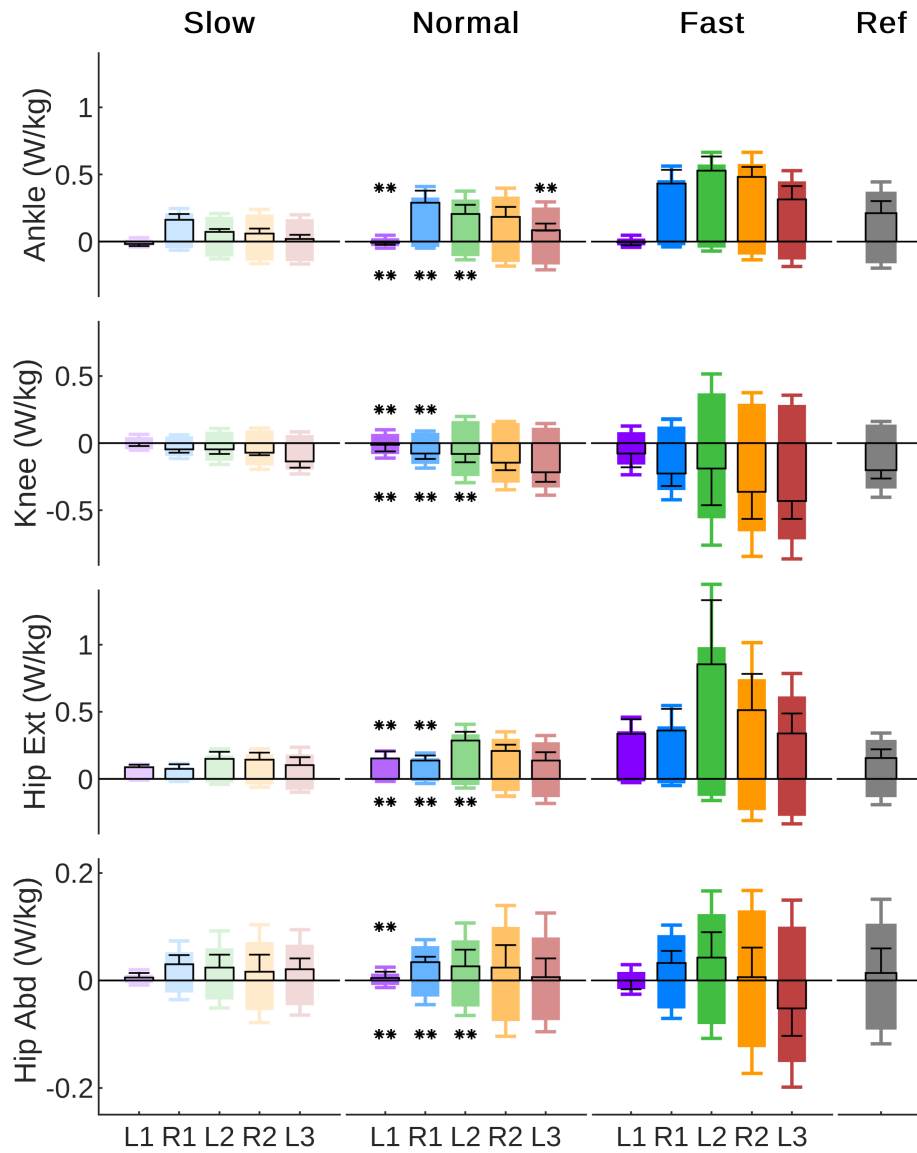 Slow Normal Fast Ref
Ankle (W/kg)
1
0.5
0
** **
** ** **
Knee (W/kg)
0.5
0
-0.5
** **
** ** **
Hip Ext (W/kg)
1
0.5
0
** **
** ** **
Hip Abd (W/kg)
0.2
0
-0.2
**
** ** **
L1 R1 L2 R2 L3 L1 R1 L2 R2 L3 L1 R1 L2 R2 L3